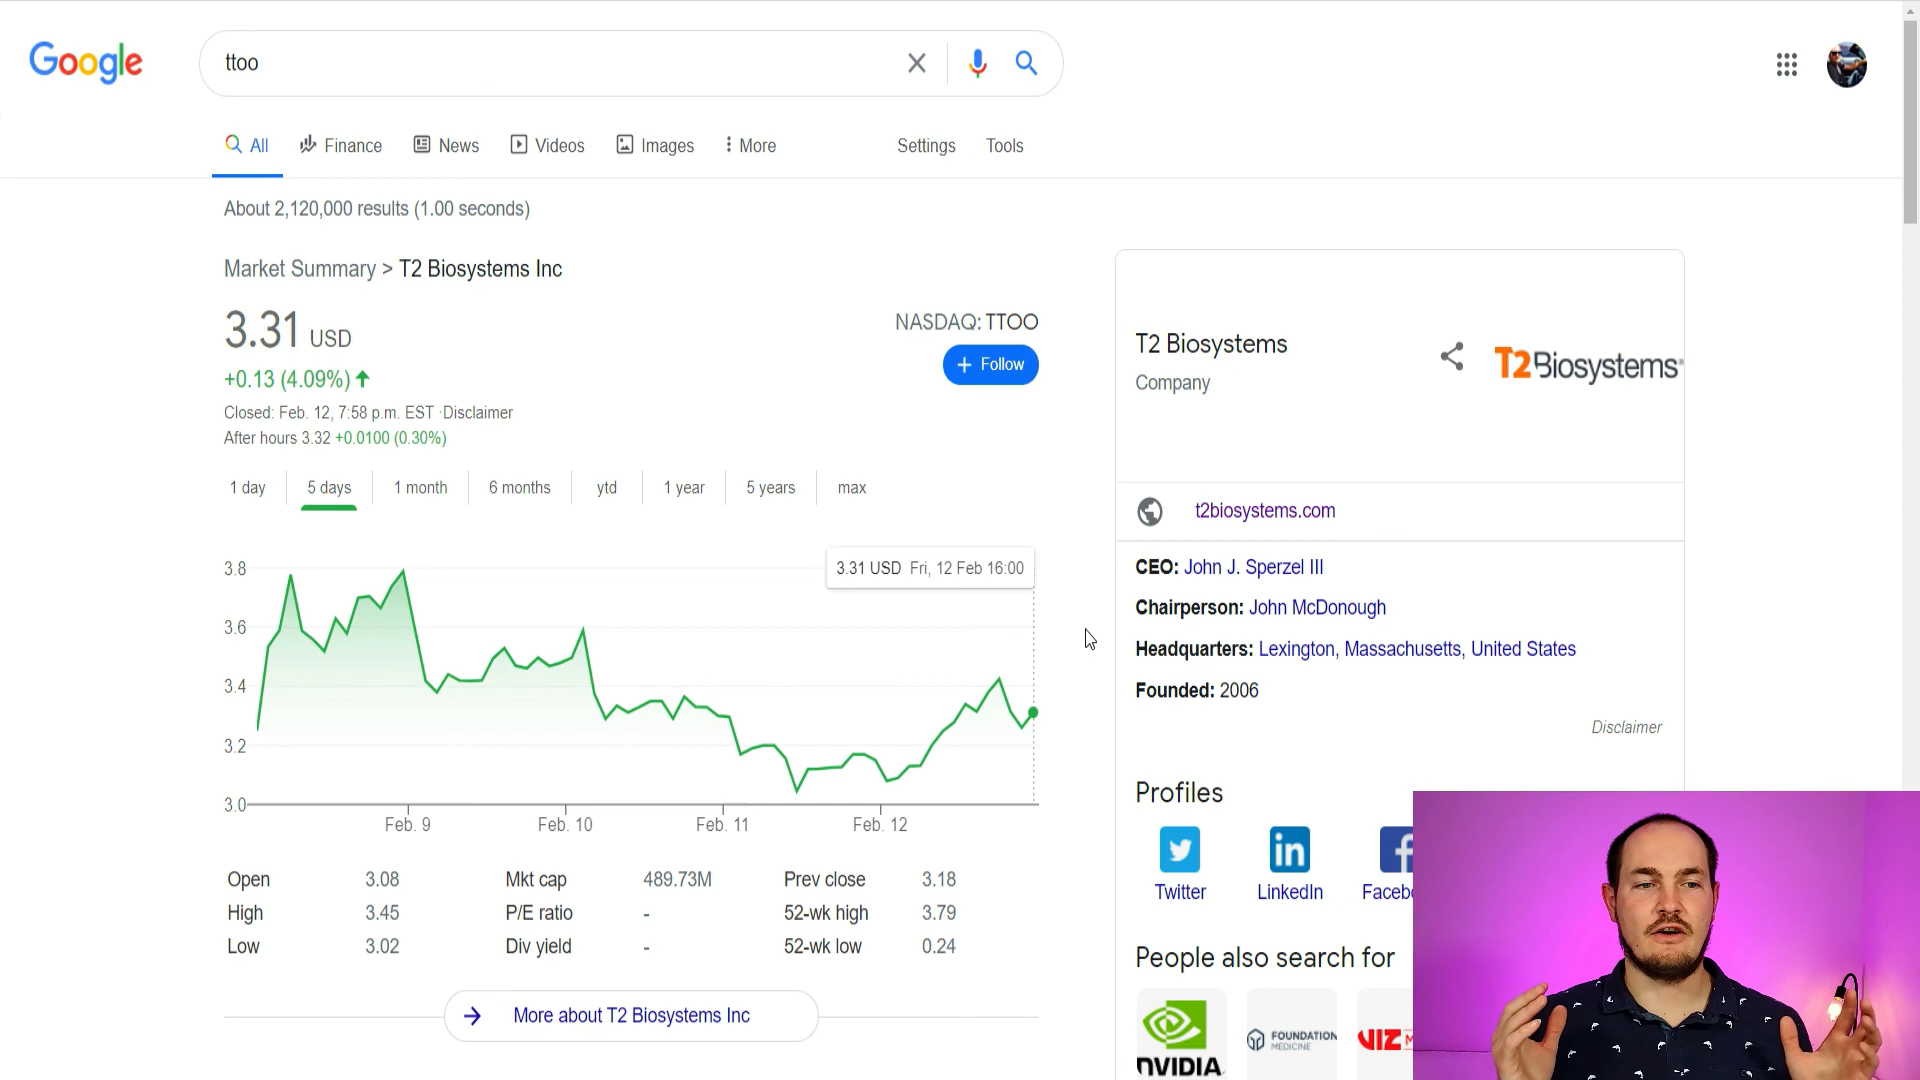 Google
ttoo
All
Finance
News
Videos
Images
More
Settings
Tools
About 2,120,000 results (1.00 seconds)
Market Summary > T2 Biosystems Inc
3.31 USD
+0.13 (4.09%)
Closed: Feb. 12, 7:58 p.m. EST ·Disclaimer
After hours 3.32 +0.0100 (0.30%)
NASDAQ: TTOO
+ Follow
1 day
5 days
1 month
6 months
ytd
1 year
5 years
max
3.31 USD Fri, 12 Feb 16:00
3.8
3.6
3.4
3.2
3.0
Feb. 9
Feb. 10
Feb. 11
Feb. 12
Open 3.08 Mkt cap 489.73M Prev close 3.18
High 3.45 P/E ratio - 52-wk high 3.79
Low 3.02 Div yield - 52-wk low 0.24
More about T2 Biosystems Inc
T2 Biosystems
Company
T2Biosystems
t2biosystems.com
CEO: John J. Sperzel III
Chairperson: John McDonough
Headquarters: Lexington, Massachusetts, United States
Founded: 2006
Disclaimer
Profiles
Twitter
LinkedIn
Facebo
People also search for
NVIDIA
FOUNDATION
MEDICINE
VIZ